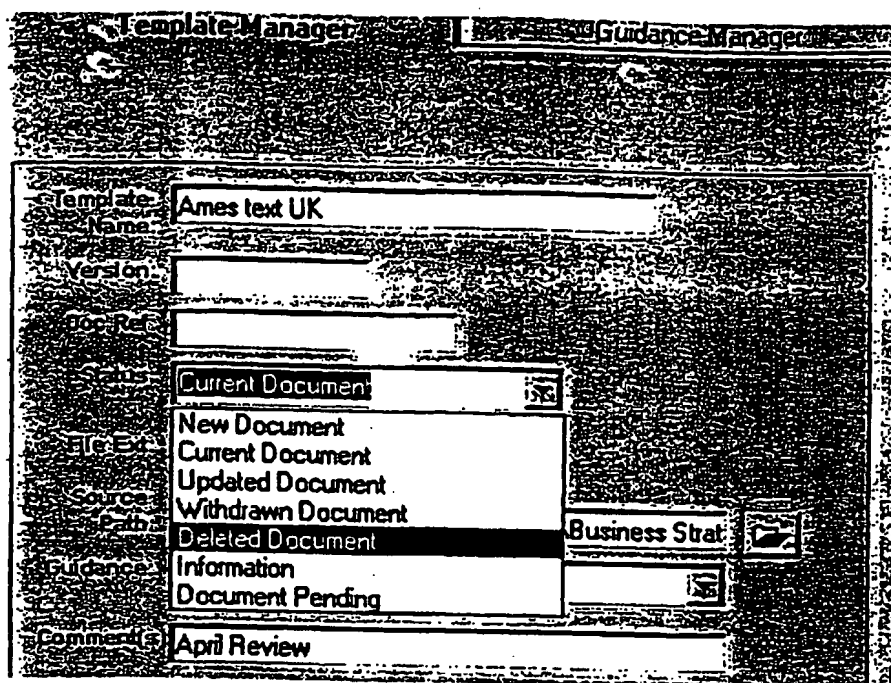 Template Manager
Guidance Manager
Template Name: Ames text UK
Version:
Doc Ref:
Status: Current Document
New Document
Current Document
Updated Document
Withdrawn Document
Deleted Document
Information
Document Pending
File Ext:
Source Path: Business Strat
Guidance:
Comment(s) April Review